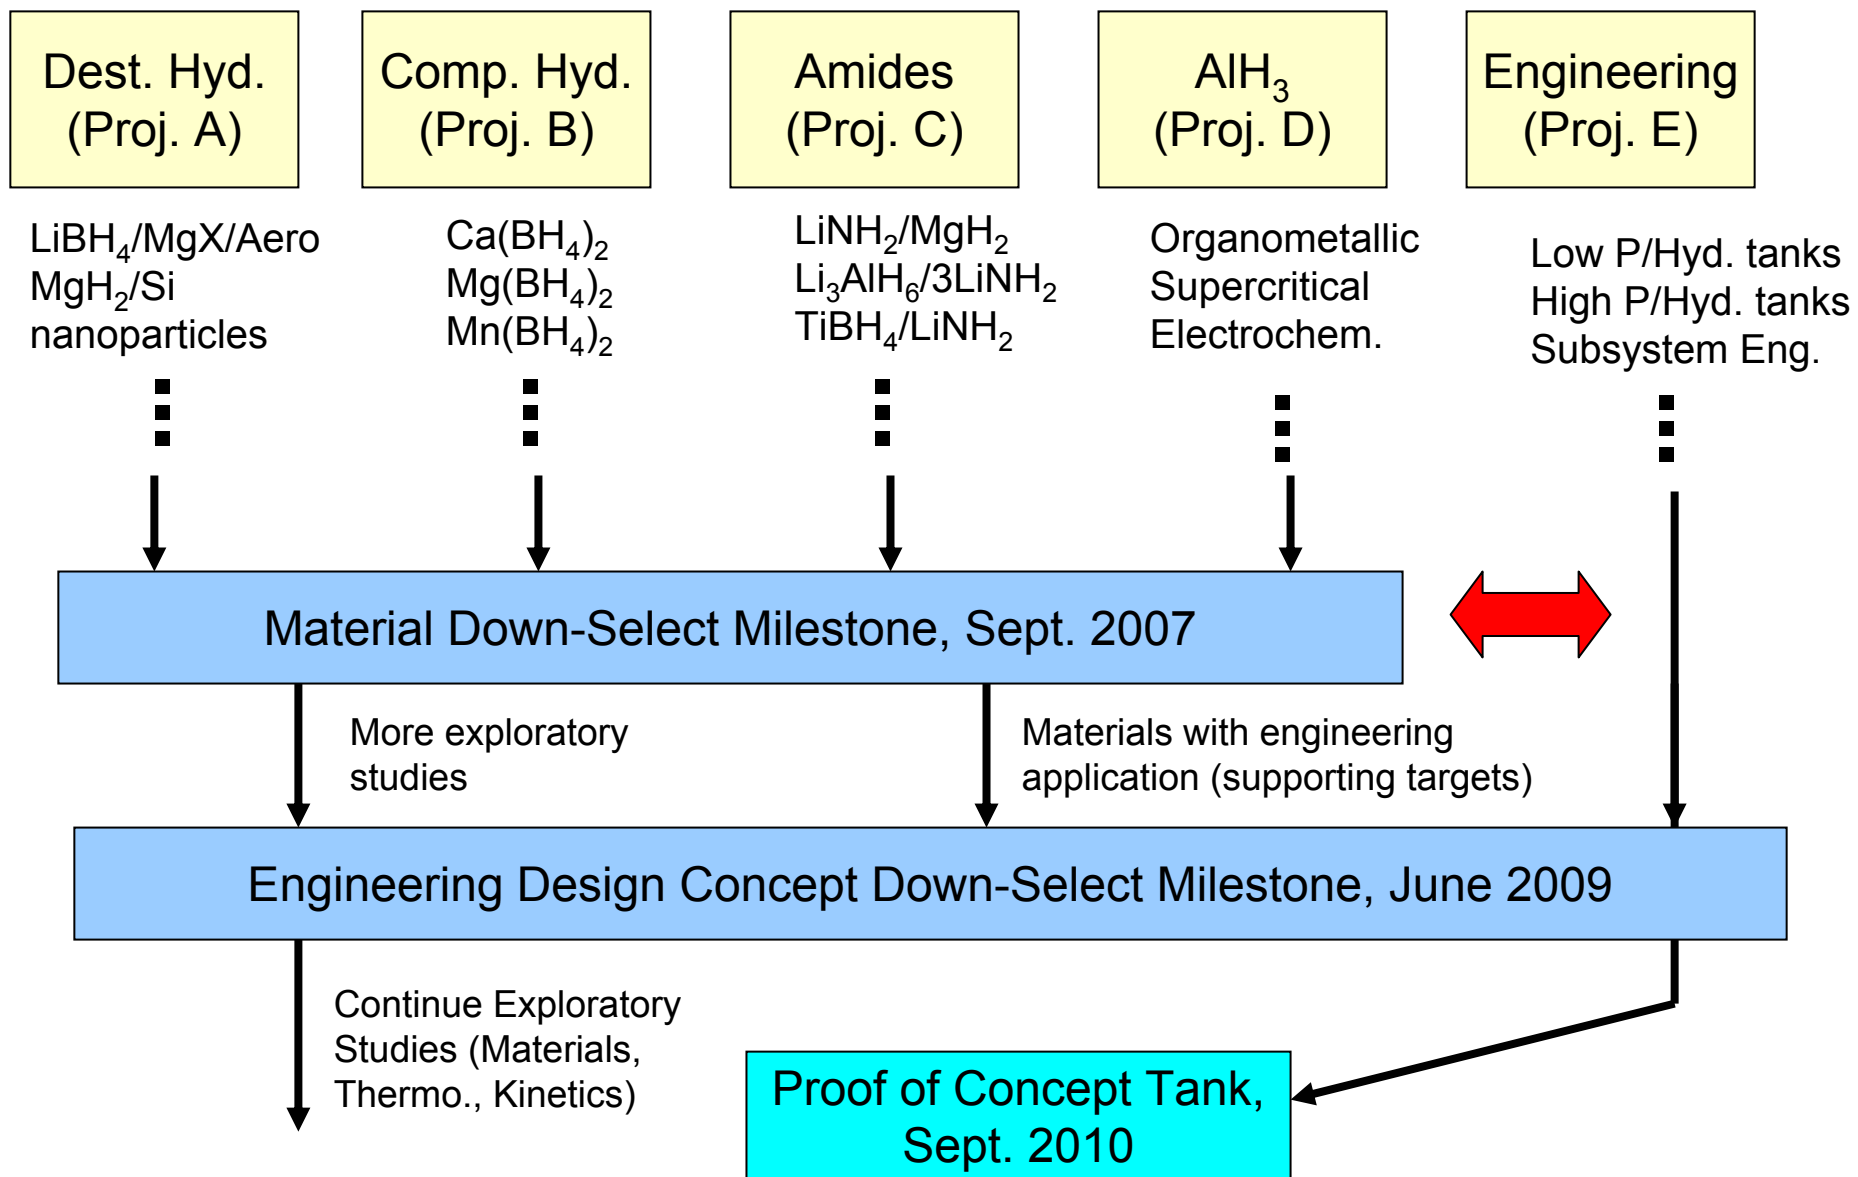 Dest. Hyd.
(Proj. A)
Comp. Hyd.
(Proj. B)
Amides
(Proj. C)
AlH₃
(Proj. D)
Engineering
(Proj. E)
LiBH₄/MgX/Aero
MgH₂/Si
nanoparticles
Ca(BH₄)₂
Mg(BH₄)₂
Mn(BH₄)₂
LiNH₂/MgH₂
Li₃AlH₆/3LiNH₂
TiBH₄/LiNH₂
Organometallic
Supercritical
Electrochem.
Low P/Hyd. tanks
High P/Hyd. tanks
Subsystem Eng.
Material Down-Select Milestone, Sept. 2007
More exploratory
studies
Materials with engineering
application (supporting targets)
Engineering Design Concept Down-Select Milestone, June 2009
Continue Exploratory
Studies (Materials,
Thermo., Kinetics)
Proof of Concept Tank,
Sept. 2010